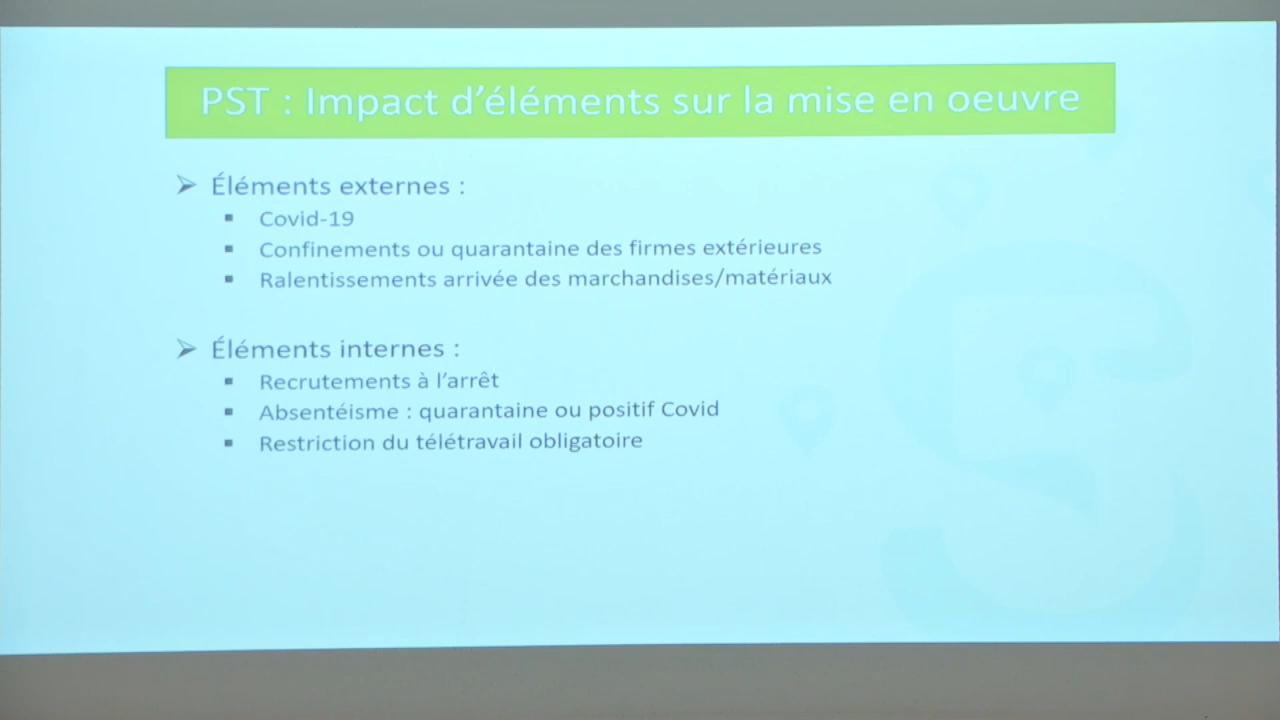 PST : Impact d’éléments sur la mise en oeuvre
➢ Éléments externes :
▪ Covid-19
▪ Confinements ou quarantaine des firmes extérieures
▪ Ralentissements arrivée des marchandises/matériaux
➢ Éléments internes :
▪ Recrutements à l’arrêt
▪ Absentéisme : quarantaine ou positif Covid
▪ Restriction du télétravail obligatoire